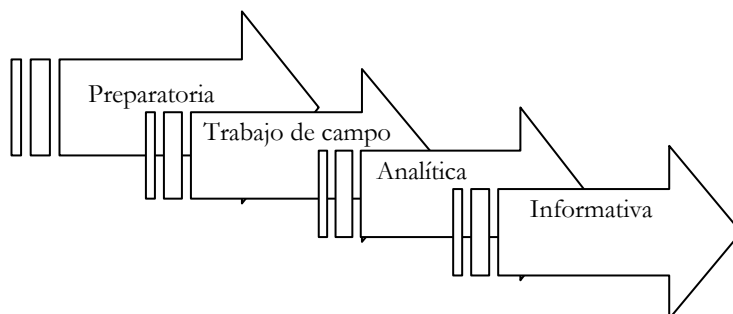 Preparatoria
Trabajo de campo
Analítica
Informativa